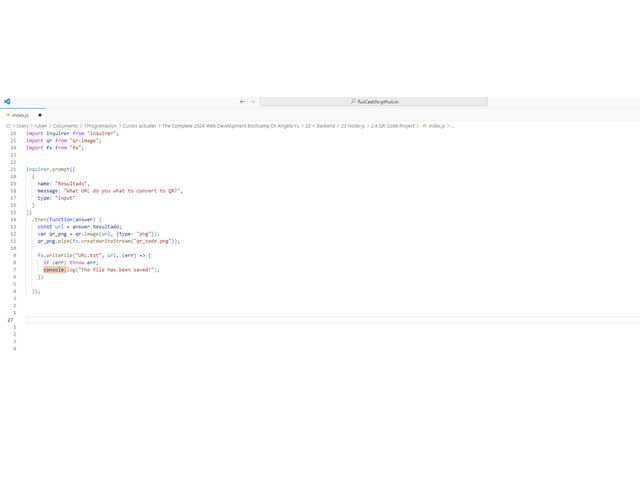 RuxCastillo.github.io
index.js
C: > Users > ruben > Documents > 1Programacion > Cursos actuales > The Complete 2024 Web Development Bootcamp Dr Angela Yu > 23 + Backend > 23 Node-js > 2.4 QR Code Project > index.js > ...
26 import inquirer from "inquirer";
25 import qr from "qr-image";
24 import fs from "fs";
23
22
21 inquirer.prompt([
20 {
19 name: "Resultado",
18 message: "What URL do you what to convert to QR?",
17 type: "input"
16 }
15 ])
14 .then(function(answer) {
13 const url = answer.Resultado;
12 var qr_png = qr.image(url, {type: "png"});
11 qr_png.pipe(fs.createWriteStream("qr_code.png"));
10
9 fs.writeFile("URL.txt", url, (err) => {
8 if (err) throw err;
7 console.log("The file has been saved!");
6 })
5
4 });
3
2
1
27
1
2
3
4